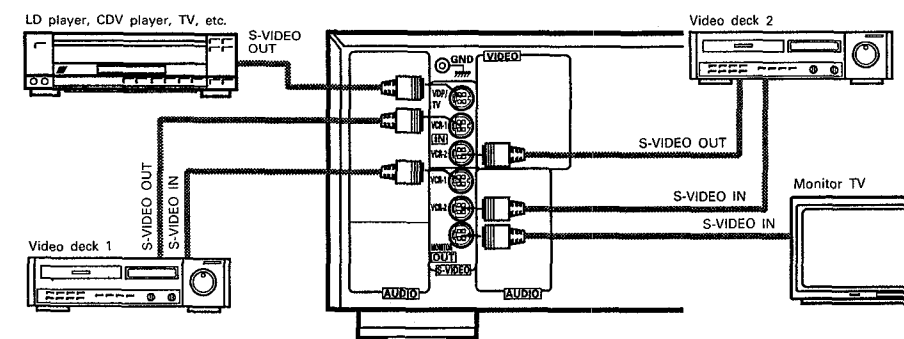 LD player, CDV player, TV, etc.
S-VIDEO
OUT
Video deck 2
GND
VIDEO
VDP/
TV
VCR-1
IN
VCR-2
VCR-1
VCR-2
MONITOR
OUT
S-VIDEO
AUDIO
AUDIO
S-VIDEO OUT
S-VIDEO IN
S-VIDEO IN
Monitor TV
S-VIDEO OUT
S-VIDEO IN
Video deck 1